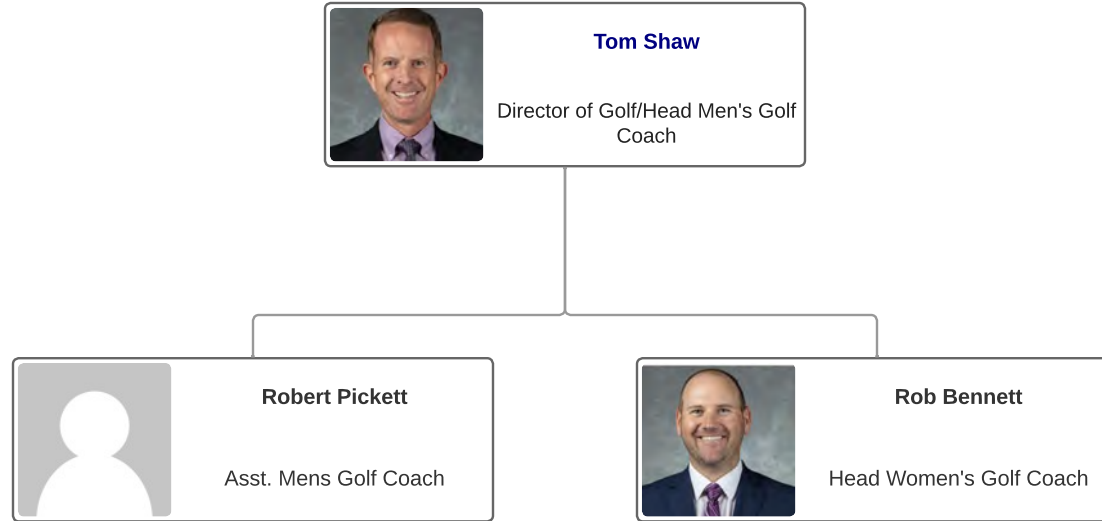 Tom Shaw
Director of Golf/Head Men's Golf
Coach
Robert Pickett
Asst. Mens Golf Coach
Rob Bennett
Head Women's Golf Coach